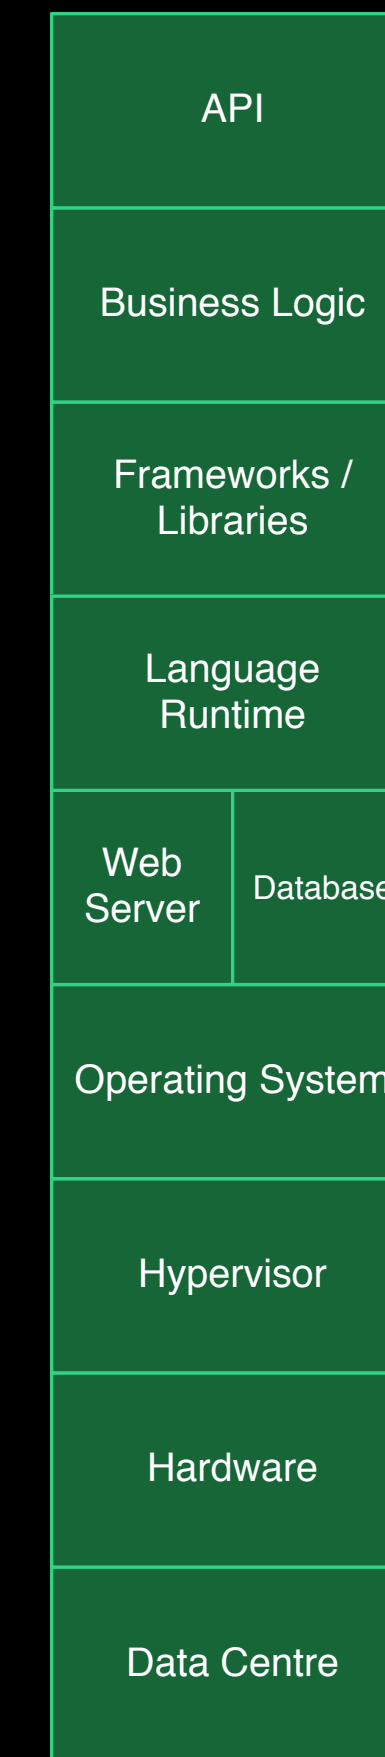 API
Business Logic
Frameworks /
Libraries
Language
Runtime
Web
Server
Database
Operating System
Hypervisor
Hardware
Data Centre